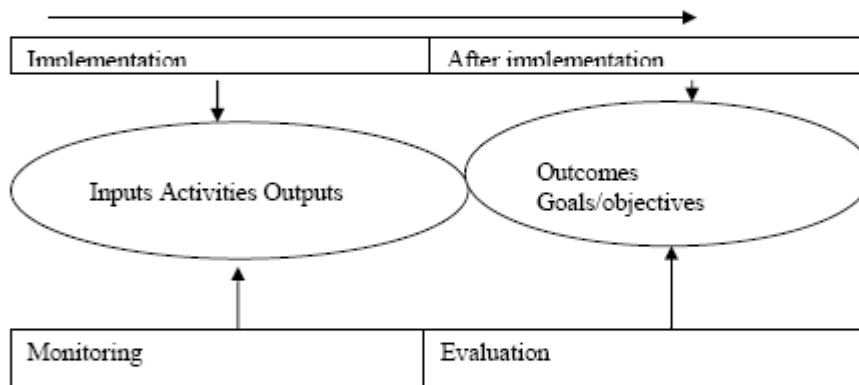 Implementation
After implementation
Inputs Activities Outputs
Outcomes
Goals/objectives
Monitoring
Evaluation